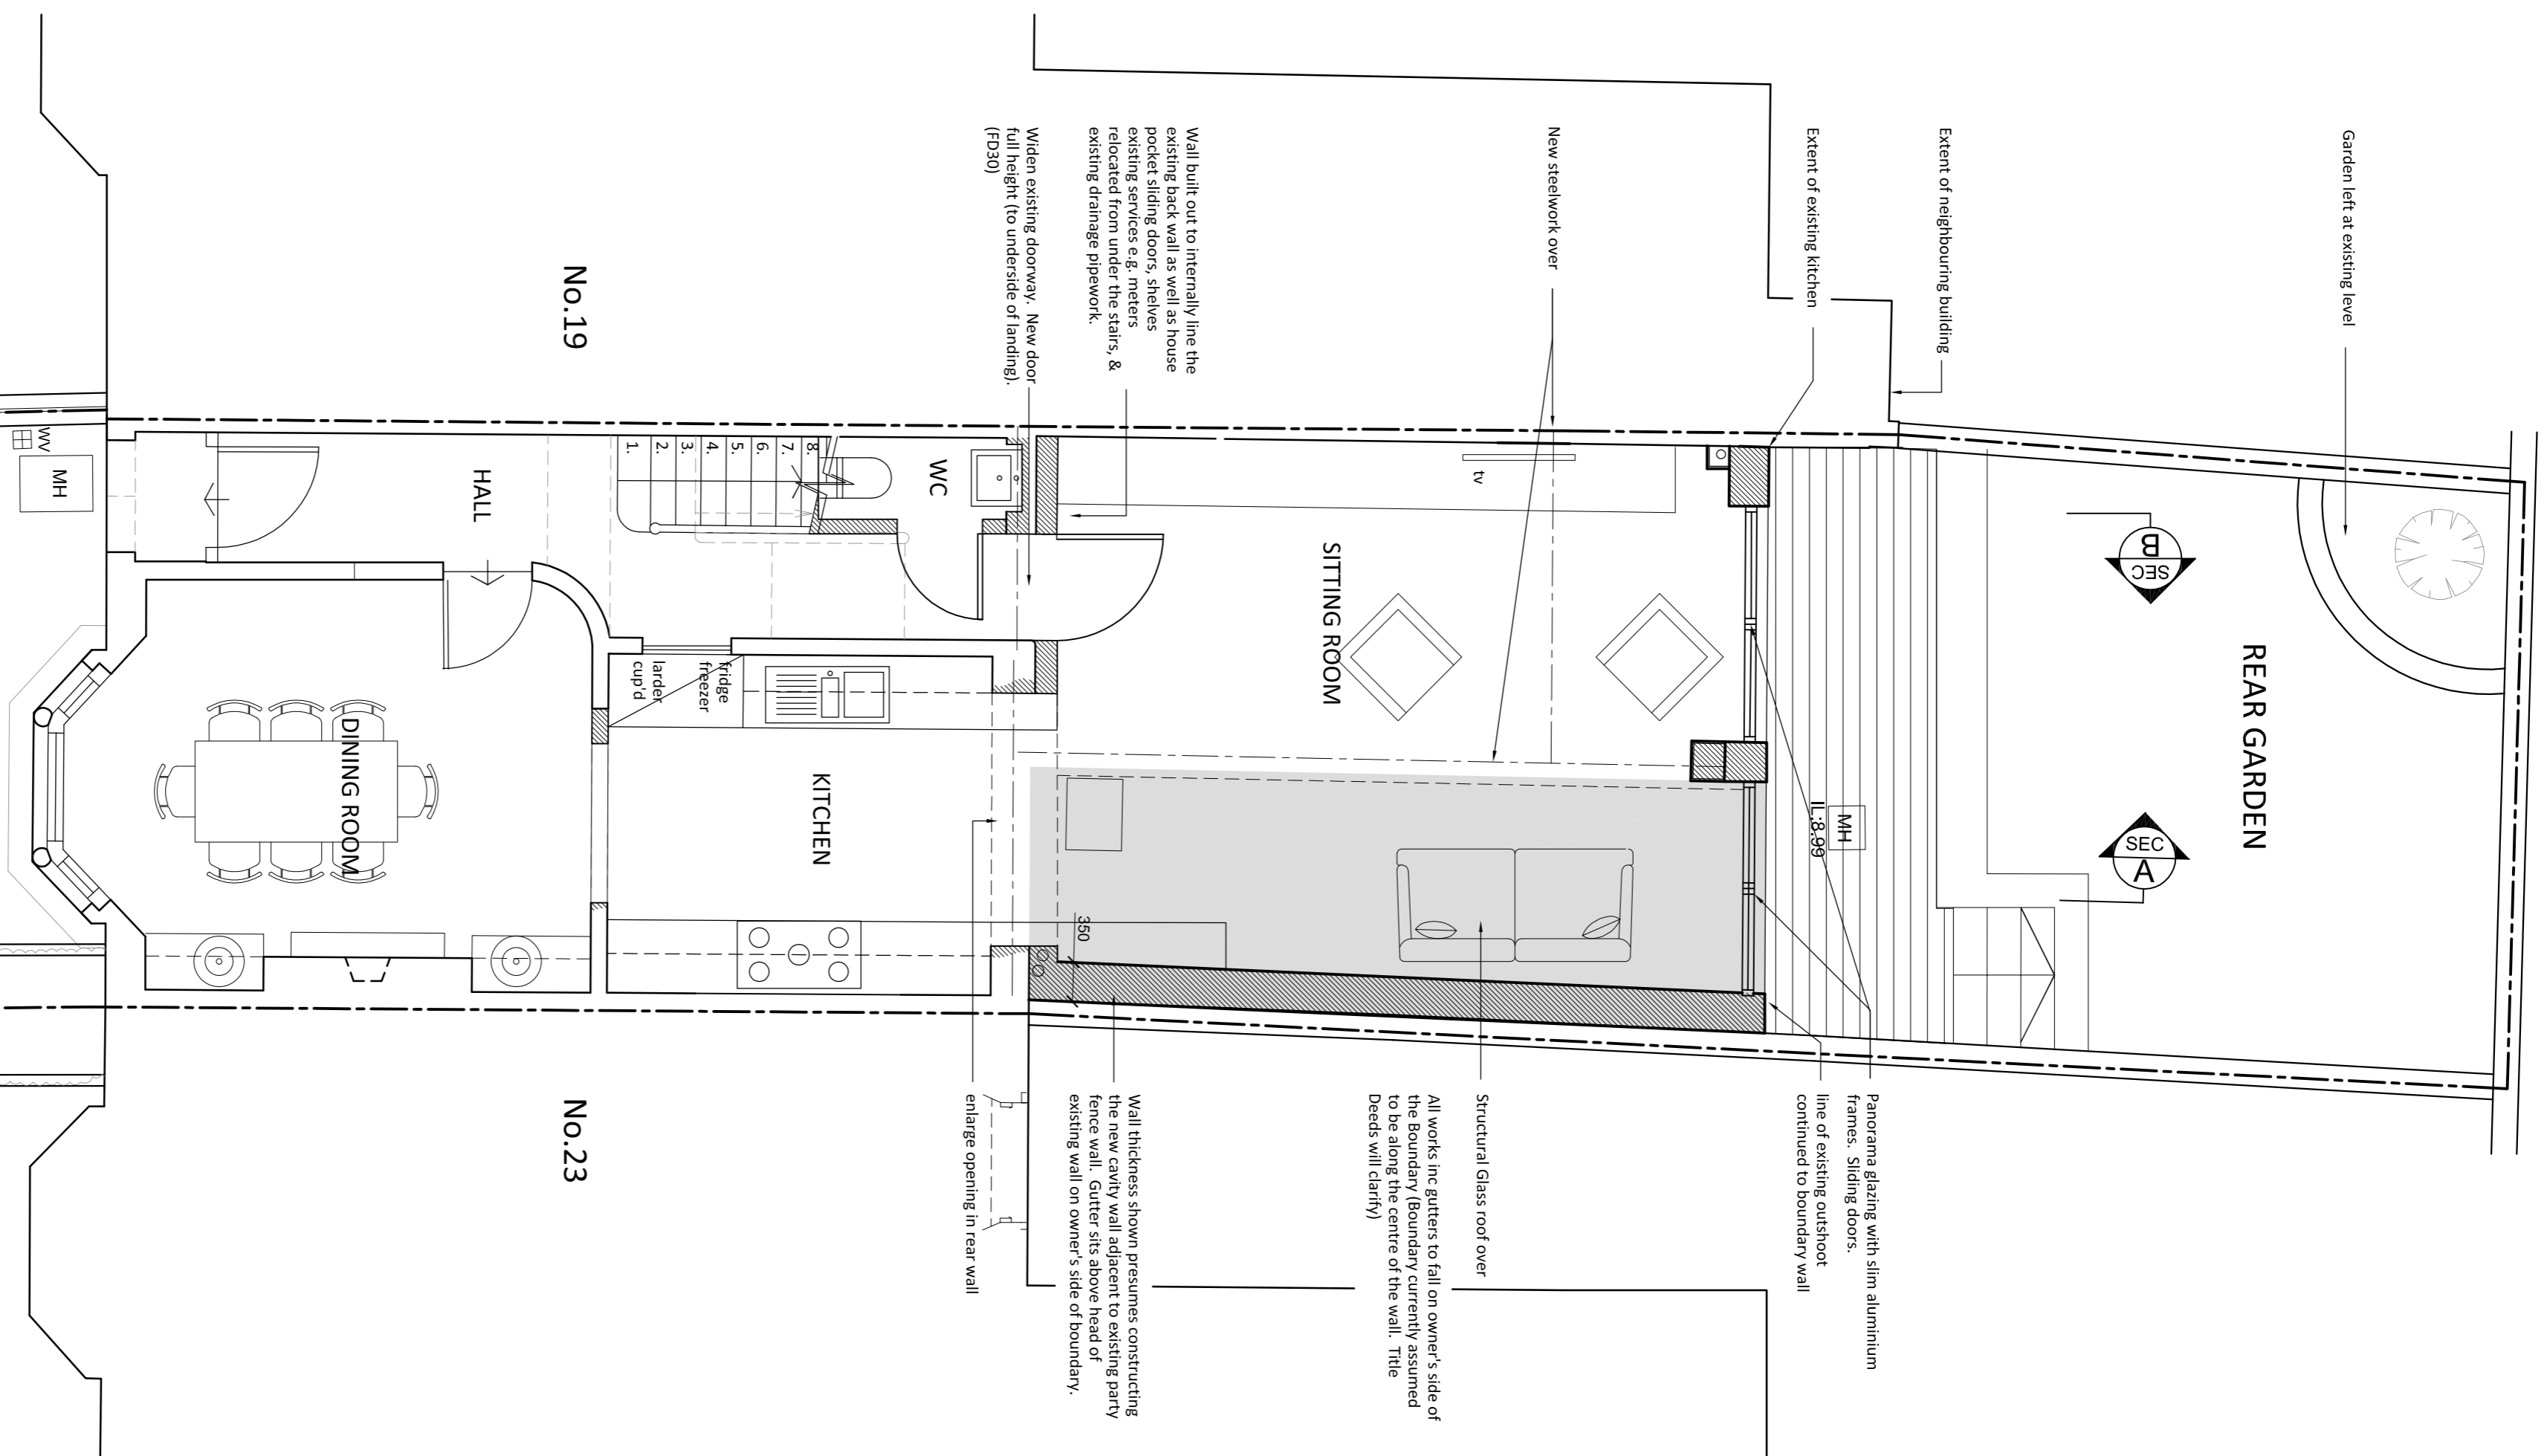 Garden left at existing level
Extent of neighbouring building
Extent of existing kitchen
New steelwork over
Wall built out to internally line the
existing back wall as well as house
pocket sliding doors, shelves
existing services e.g. meters
relocated from under the stairs, &
existing drainage pipework.
Widen existing doorway.  New door
full height (to underside of landing).
(FD30)
No.19
REAR GARDEN
B
SEC
SEC
A
MH
IL:8.99
SITTING ROOM
tv
WC
HALL
1.
2.
3.
4.
5.
6.
7.
8.
WV
MH
fridge
freezer
larder
cup'd
KITCHEN
DINING ROOM
350
Panorama glazing with slim aluminium
frames.  Sliding doors.
line of existing outshoot
continued to boundary wall
Structural Glass roof over
All works inc gutters to fall on owner's side of
the Boundary (Boundary currently assumed
to be along the centre of the wall.  Title
Deeds will clarify)
Wall thickness shown presumes constructing
the new cavity wall adjacent to existing party
fence wall.  Gutter sits above head of
existing wall on owner's side of boundary.
enlarge opening in rear wall
No.23